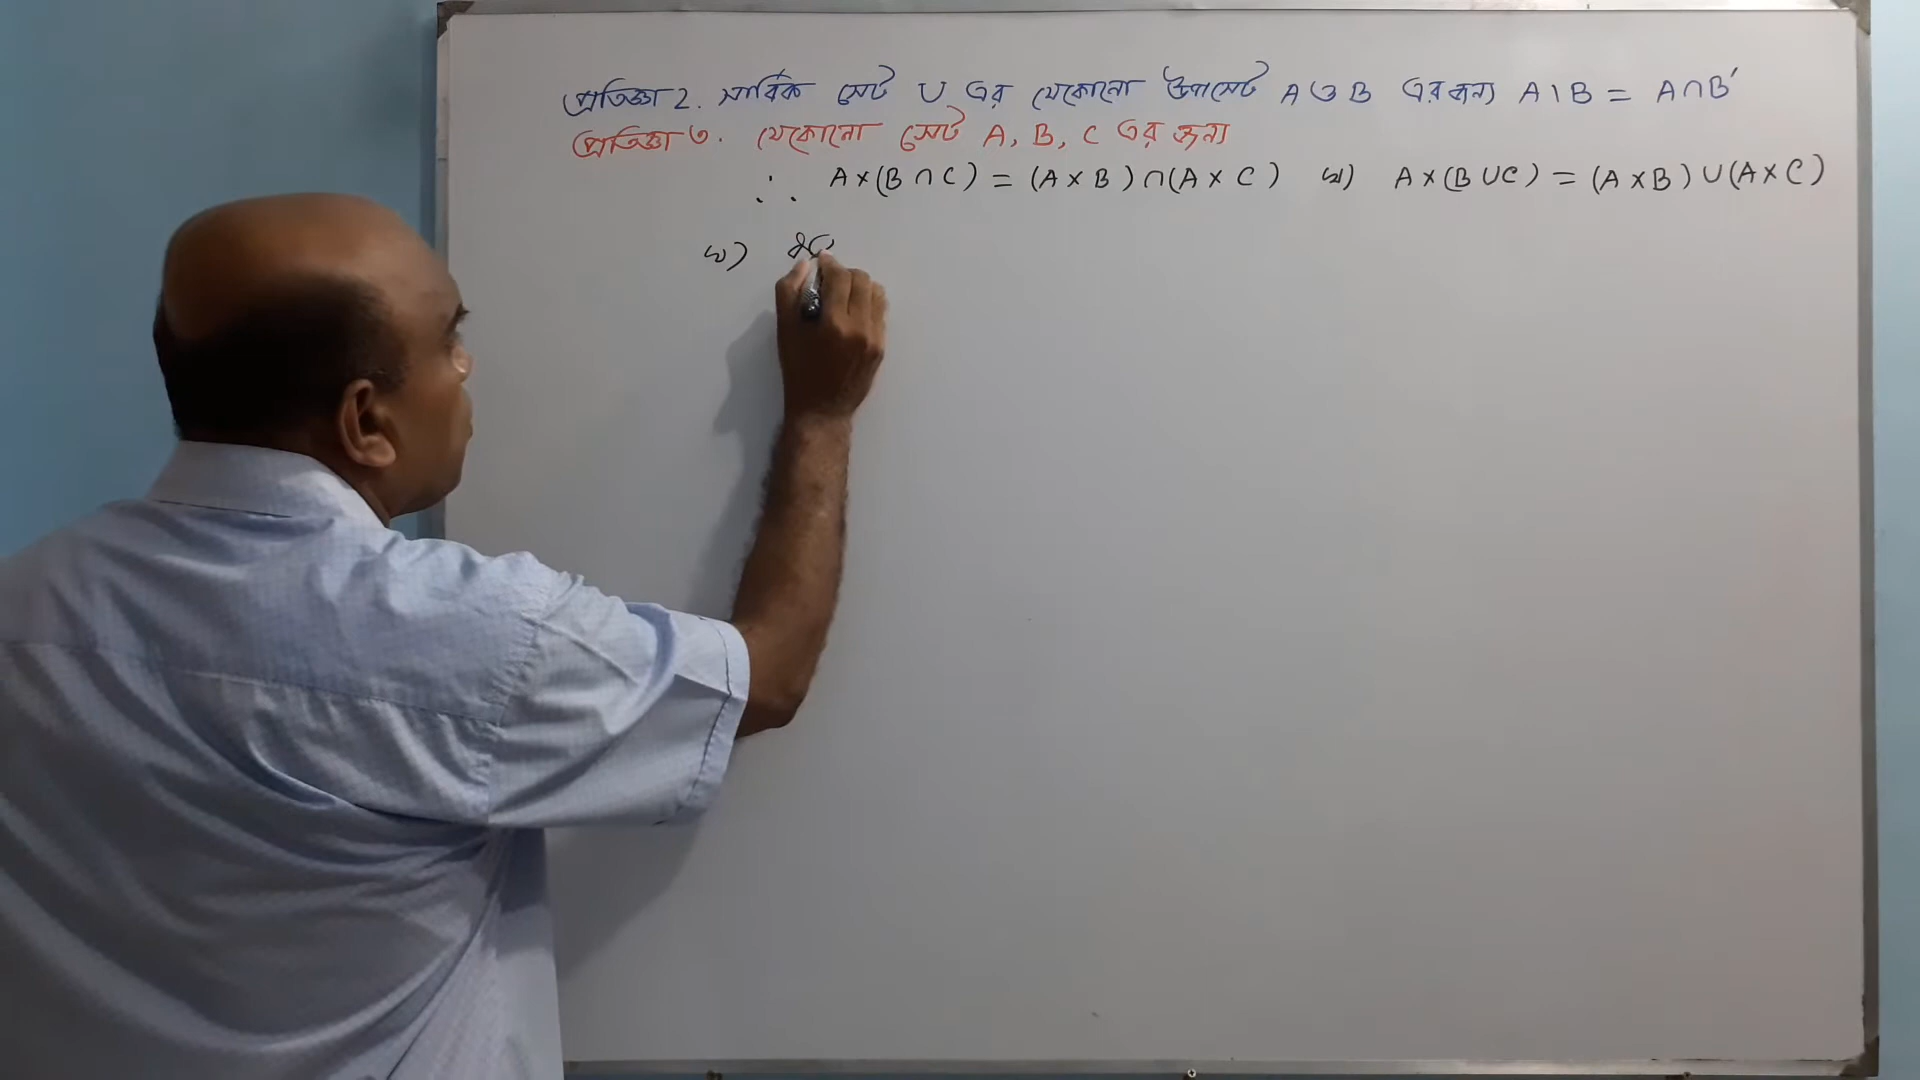 প্রতিজ্ঞা 2. সার্বিক সেট U এর যেকোনো উপসেট A ও B এর জন্য A \ B = A ∩ B′
প্রতিজ্ঞা ৩. যেকোনো সেট A, B, C এর জন্য
∴ A × (B ∩ C) = (A × B) ∩ (A × C) খ) A × (B ∪ C) = (A × B) ∪ (A × C)